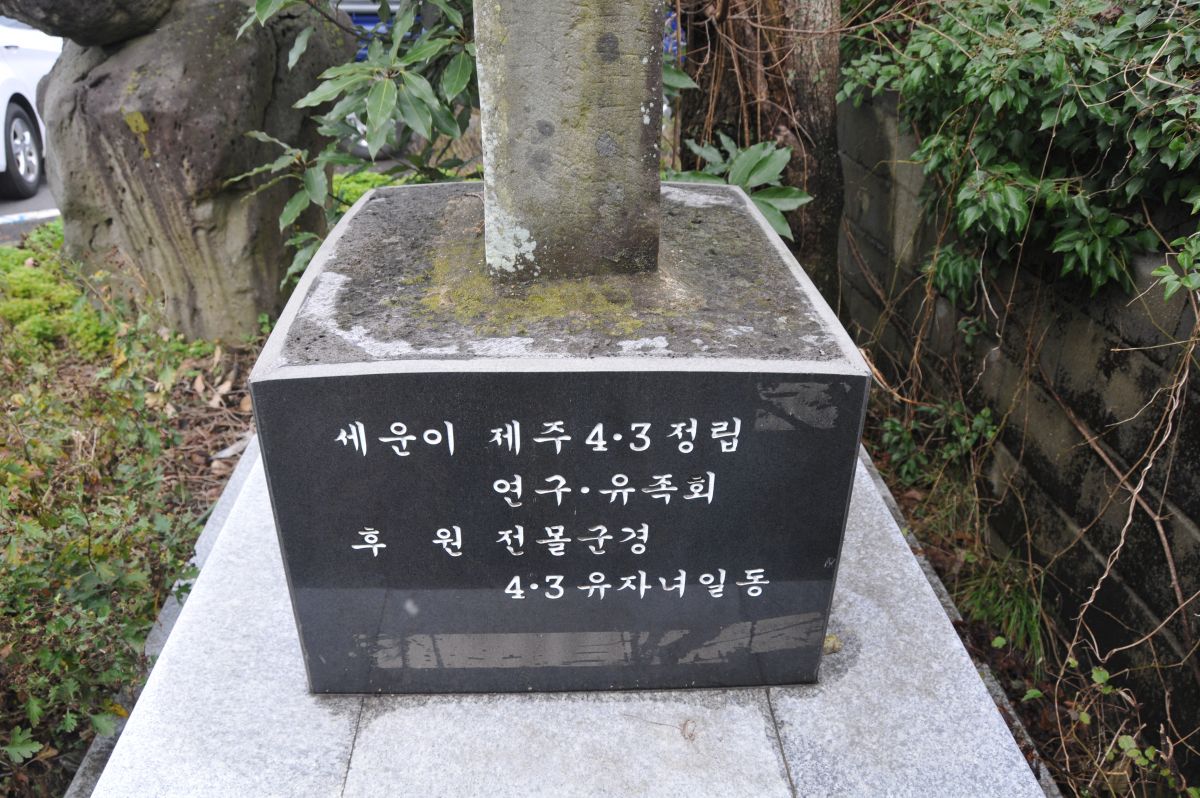 세운이 제주 4·3 정립
연구·유족회
후 원 전몰군경
4·3 유자녀일동